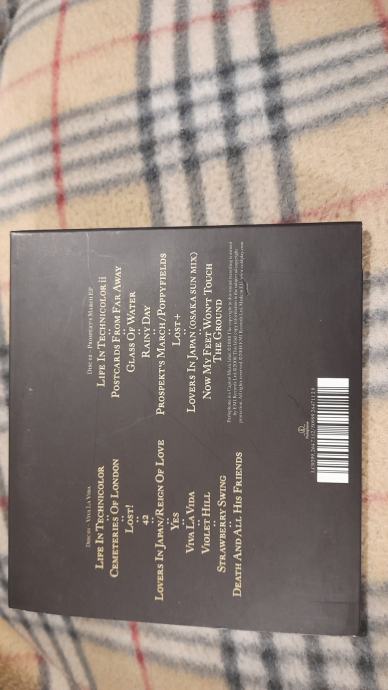 Disc 01 - Viva La Vida
Life In Technicolor
Cemeteries Of London
Lost!
42
Lovers In Japan/Reign Of Love
Yes
Viva La Vida
Violet Hill
Strawberry Swing
Death And All His Friends
Disc 02 - Prospekt's March EP
Life In Technicolor ii
Postcards From Far Away
Glass Of Water
Rainy Day
Prospekt's March/Poppyfields
Lost+
Lovers In Japan (Osaka Sun Mix)
Now My Feet Won't Touch
The Ground